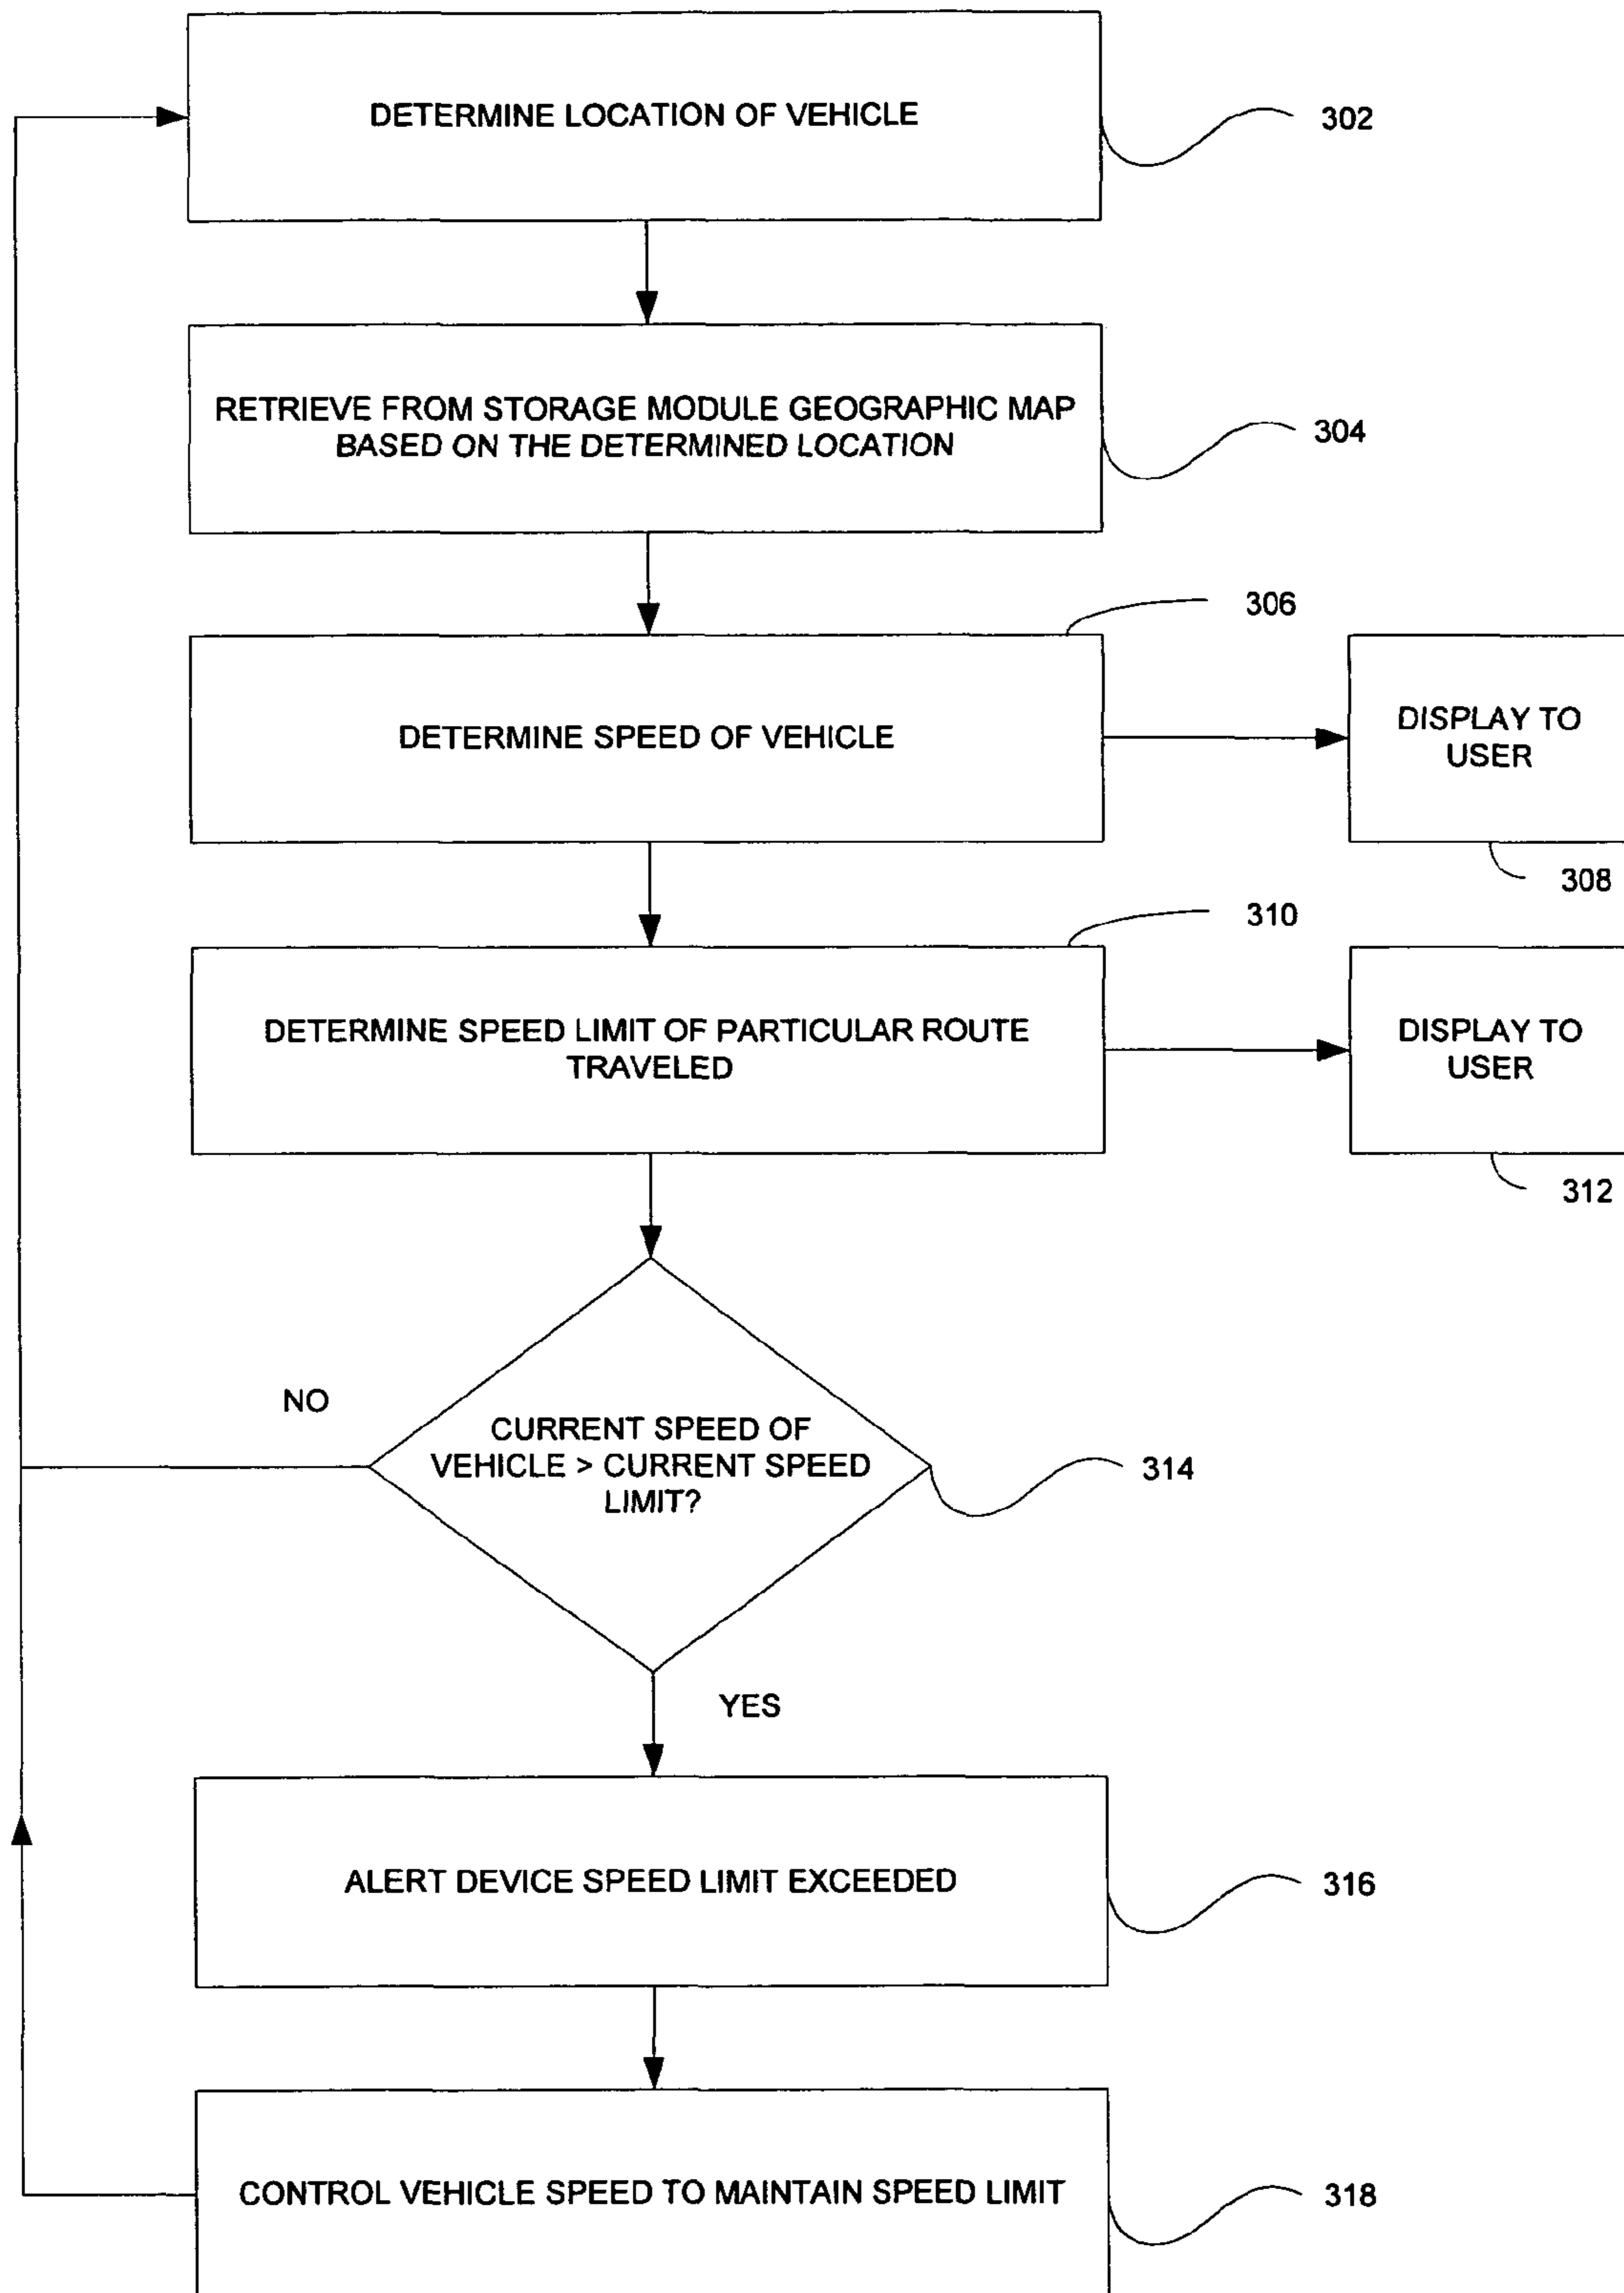 DETERMINE LOCATION OF VEHICLE
302
RETRIEVE FROM STORAGE MODULE GEOGRAPHIC MAP
BASED ON THE DETERMINED LOCATION
304
306
DETERMINE SPEED OF VEHICLE
DISPLAY TO
USER
308
310
DETERMINE SPEED LIMIT OF PARTICULAR ROUTE
TRAVELED
DISPLAY TO
USER
312
NO
CURRENT SPEED OF
VEHICLE > CURRENT SPEED
LIMIT?
314
YES
ALERT DEVICE SPEED LIMIT EXCEEDED
316
CONTROL VEHICLE SPEED TO MAINTAIN SPEED LIMIT
318